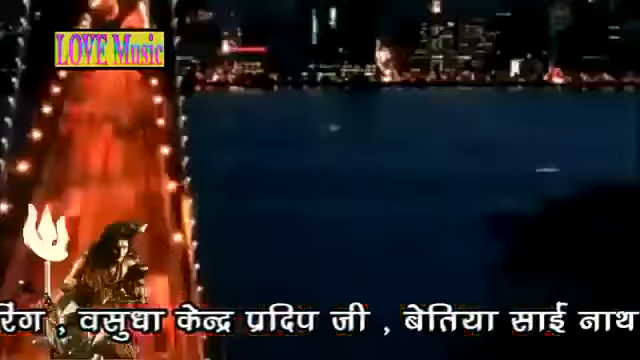 LOVE Music
रिंग , वसुधा केन्द्र प्रदिप जी , बेतिया साई नाथ